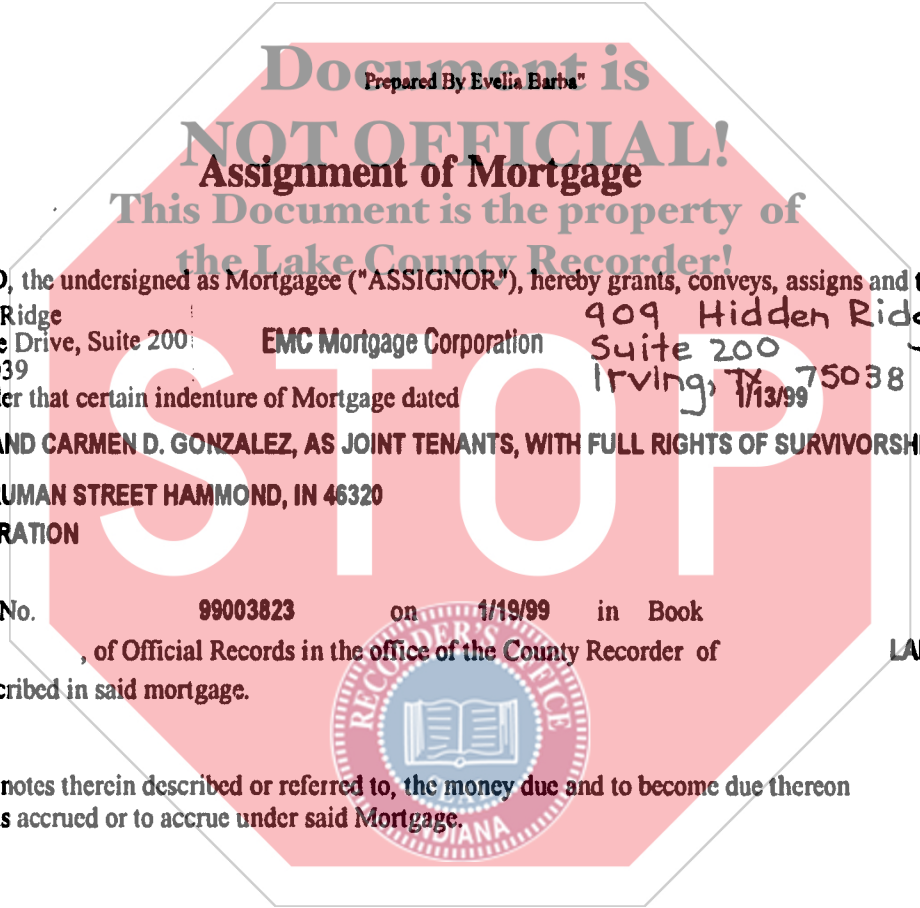 Document is
Prepared By Evelia Barba"
NOT OFFICIAL!
Assignment of Mortgage
This Document is the property of
the Lake County Recorder!
, the undersigned as Mortgagee ("ASSIGNOR"), hereby grants, conveys, assigns and
Ridge
909 Hidden
Drive, Suite 200 EMC Mortgage Corporation Suite 200
39 Irving, TX 75038
that certain indenture of Mortgage dated 1/13/99
AND CARMEN D. GONZALEZ, AS JOINT TENANTS, WITH FULL RIGHTS OF
UMAN STREET HAMMOND, IN 46320
RATION
STOP
No. 99003823 on 1/19/99 in Book
, of Official Records in the office of the County Recorder of
cribed in said mortgage.
RECORDER'S OFFICE
notes therein described or referred to, the money due and to become due thereon
s accrued or to accrue under said Mortgage.